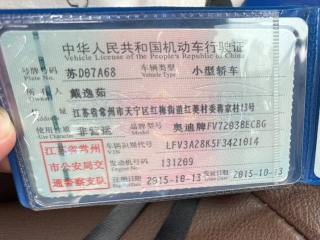 中华人民共和国机动车行驶证
Vehicle License of the People's Republic of China
号牌号码 苏D07A68 车辆类型 小型轿车
Plate No. Vehicle Type
所有人 戴逸茹
Owner
住址 江苏省常州市天宁区红梅街道红菱村委蒋家村13号
Address
使用性质 非营运 品牌型号 奥迪牌FV7203BECBG
Use Character Model
江苏省常州市公安局交通警察支队
车辆识别代号 LFV3A28K5F3421014
VIN
发动机号码 131209
Engine No.
注册日期 2015-10-13 发证日期 2015-10-13
Register Date Issue Date